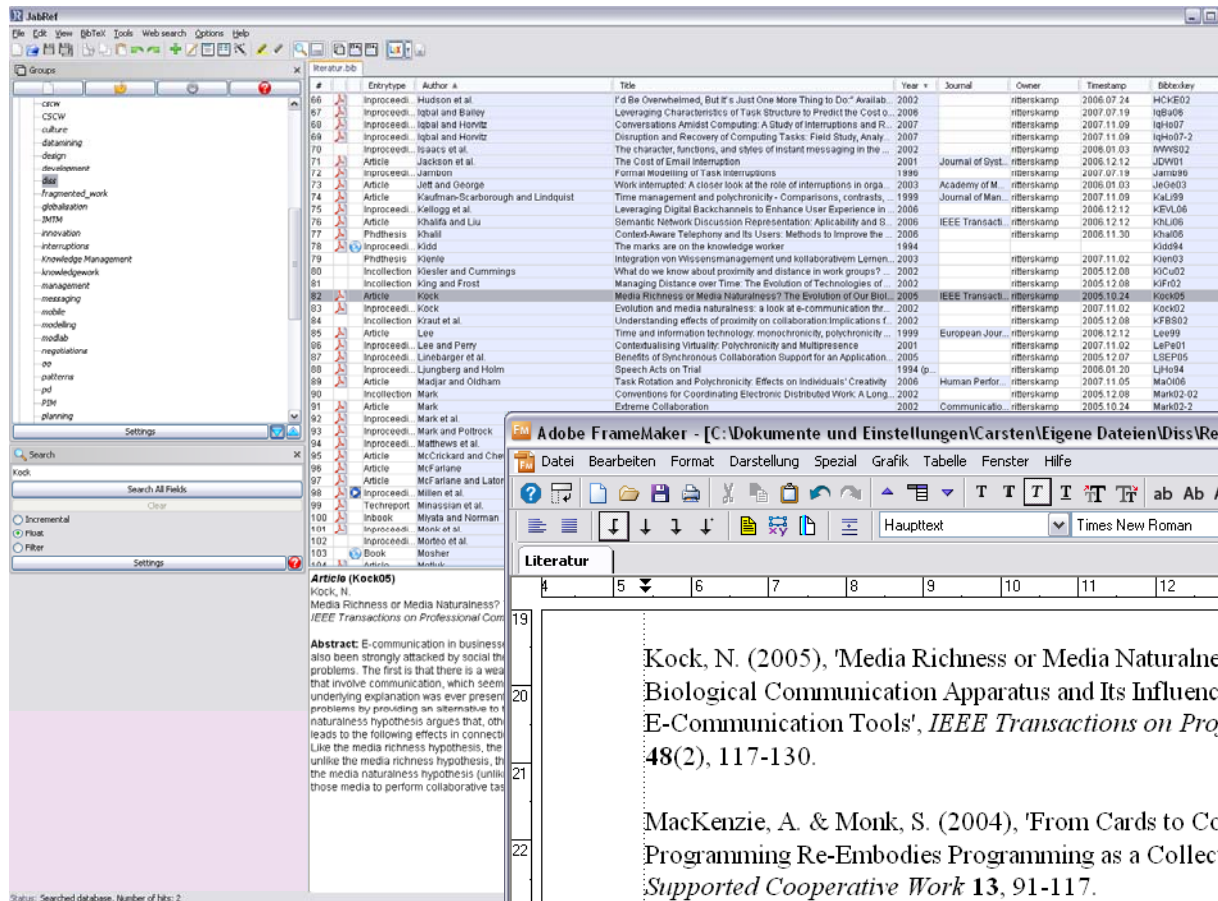 JabRef
File Edit View BibTeX Tools Web search Options Help
Groups
Literatur.bib
# Entrytype Author Title Year Journal Owner Timestamp Bibtexkey
cscw
CSCW
culture
datamining
design
development
diss
fragmented_work
globalisation
IMTM
innovation
interruptions
Knowledge Management
knowledgework
management
messaging
mobile
modelling
modlab
negotiations
oo
patterns
pd
PIM
planning
Settings
Search
Kock
Search All Fields
Clear
Incremental
Float
Filter
Settings
66 Inproceedi... Hudson et al. I'd Be Overwhelmed, But It's Just One More Thing to Do:" Availab... 2002 ritterskamp 2006.07.24 HCKE02
67 Inproceedi... Iqbal and Bailey Leveraging Characteristics of Task Structure to Predict the Cost o... 2006 ritterskamp 2007.07.19 IqBa06
68 Inproceedi... Iqbal and Horvitz Conversations Amidst Computing: A Study of Interruptions and R... 2007 ritterskamp 2007.11.09 IqHo07
69 Inproceedi... Iqbal and Horvitz Disruption and Recovery of Computing Tasks: Field Study, Analy... 2007 ritterskamp 2007.11.09 IqHo07-2
70 Inproceedi... Isaacs et al. The character, functions, and styles of instant messaging in the ... 2002 ritterskamp 2006.01.03 IWWS02
71 Article Jackson et al. The Cost of Email Interruption 2001 Journal of Syst... ritterskamp 2006.12.12 JDW01
72 Inproceedi... Jambon Formal Modelling of Task Interruptions 1996 ritterskamp 2007.07.19 Jamb96
73 Article Jett and George Work interrupted: A closer look at the role of interruptions in orga... 2003 Academy of M... ritterskamp 2006.01.03 JeGe03
74 Article Kaufman-Scarborough and Lindquist Time management and polychronicity - Comparisons, contrasts, ... 1999 Journal of Man... ritterskamp 2007.11.09 KaLi99
75 Inproceedi... Kellogg et al. Leveraging Digital Backchannels to Enhance User Experience in ... 2006 ritterskamp 2006.12.12 KEVL06
76 Article Khalifa and Liu Semantic Network Discussion Representation: Aplicability and S... 2006 IEEE Transacti... ritterskamp 2006.12.12 KhLi06
77 Phdthesis Khalil Context-Aware Telephony and Its Users: Methods to Improve the ... 2006 ritterskamp 2006.11.30 Khal06
78 Inproceedi... Kidd The marks are on the knowledge worker 1994 Kidd94
79 Phdthesis Kienle Integration von Wissensmanagement und kollaborativem Lernen... 2003 ritterskamp 2007.11.02 Kien03
80 Incollection Kiesler and Cummings What do we know about proximity and distance in work groups? ... 2002 ritterskamp 2005.12.08 KiCu02
81 Incollection King and Frost Managing Distance over Time: The Evolution of Technologies of ... 2002 ritterskamp 2005.12.08 KiFr02
82 Article Kock Media Richness or Media Naturalness? The Evolution of Our Biol... 2005 IEEE Transacti... ritterskamp 2005.10.24 Kock05
83 Inproceedi... Kock Evolution and media naturalness: a look at e-communication thr... 2002 ritterskamp 2007.11.02 Kock02
84 Incollection Kraut et al. Understanding effects of proximity on collaboration:Implications f... 2002 ritterskamp 2005.12.08 KFBS02
85 Article Lee Time and information technology: monochronicity, polychronicity ... 1999 European Jour... ritterskamp 2006.12.12 Lee99
86 Inproceedi... Lee and Perry Contextualising Virtuality: Polychronicity and Multipresence 2001 ritterskamp 2007.11.02 LePe01
87 Inproceedi... Linebarger et al. Benefits of Synchronous Collaboration Support for an Application... 2005 ritterskamp 2005.12.07 LSEP05
88 Inproceedi... Ljungberg and Holm Speech Acts on Trial 1994 (p... ritterskamp 2006.01.20 LjHo94
89 Article Madjar and Oldham Task Rotation and Polychronicity: Effects on Individuals' Creativity 2006 Human Perfor... ritterskamp 2007.11.05 MaOl06
90 Incollection Mark Conventions for Coordinating Electronic Distributed Work: A Long... 2002 ritterskamp 2005.12.08 Mark02-02
91 Article Mark Extreme Collaboration 2002 Communicatio... ritterskamp 2005.10.24 Mark02-2
92 Inproceedi... Mark et al.
93 Inproceedi... Mark and Poltrock
94 Inproceedi... Matthews et al.
95 Article McCrickard and Che
96 Article McFarlane
97 Article McFarlane and Lator
98 Inproceedi... Millen et al.
99 Techreport Minassian et al.
100 Inbook Miyata and Norman
101 Inproceedi... Monk et al.
102 Inproceedi... Morteo et al.
103 Book Mosher
104 Article Motluk
Article (Kock05)
Kock, N.
Media Richness or Media Naturalness?
IEEE Transactions on Professional Com
Abstract: E-communication in businesse
also been strongly attacked by social the
problems. The first is that there is a wea
that involve communication, which seem
underlying explanation was ever present
problems by providing an alternative to t
naturalness hypothesis argues that, oth
leads to the following effects in connecti
Like the media richness hypothesis, the
unlike the media richness hypothesis, th
the media naturalness hypothesis (unlik
those media to perform collaborative tas
Status: Searched database. Number of hits: 2
Adobe FrameMaker - [C:\Dokumente und Einstellungen\Carsten\Eigene Dateien\Diss\Re
Datei Bearbeiten Format Darstellung Spezial Grafik Tabelle Fenster Hilfe
T T T T ab Ab
Haupttext Times New Roman
Literatur
4 5 6 7 8 9 10 11 12
19
20
21
22
Kock, N. (2005), 'Media Richness or Media Naturalne
Biological Communication Apparatus and Its Influenc
E-Communication Tools', IEEE Transactions on Pro
48(2), 117-130.
MacKenzie, A. & Monk, S. (2004), 'From Cards to Co
Programming Re-Embodies Programming as a Collec
Supported Cooperative Work 13, 91-117.